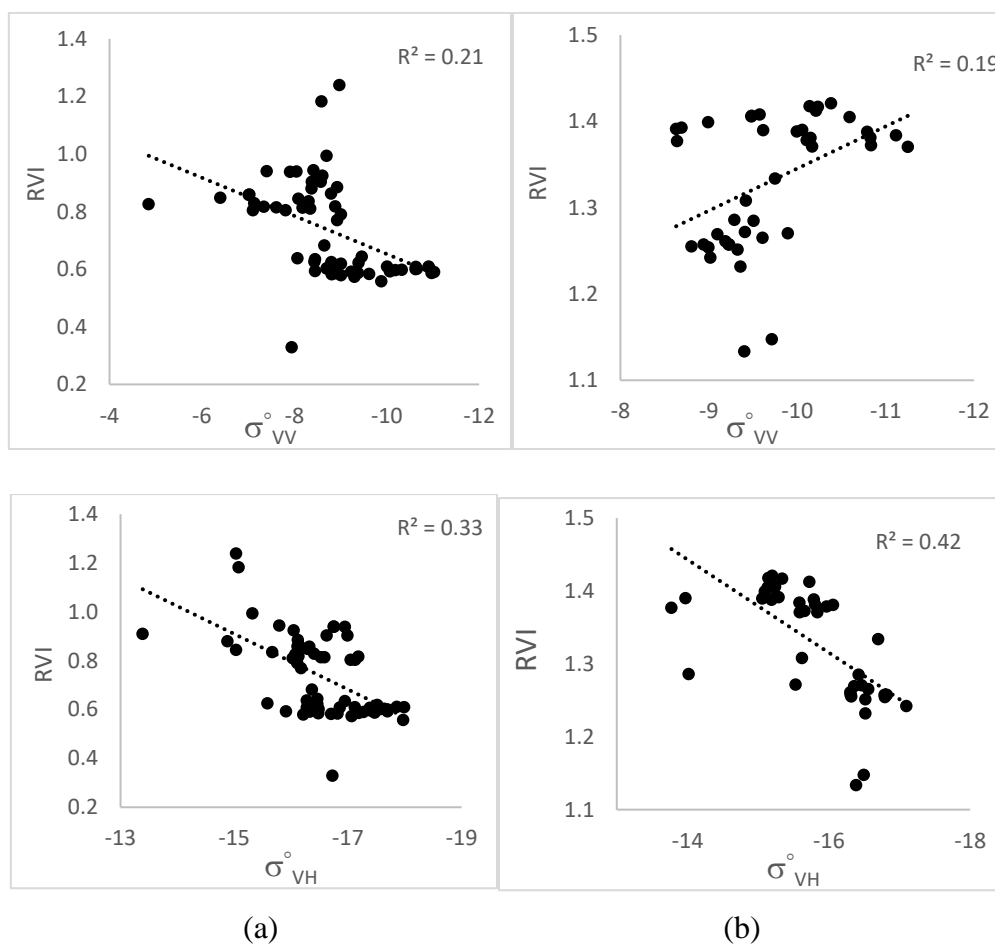 R² = 0.21
1.4
1.2
1.0
0.8
0.6
0.4
0.2
RVI
-4 -6 -8 -10 -12
σ°VV
R² = 0.19
1.5
1.4
1.3
1.2
1.1
RVI
-8 -9 -10 -11 -12
σ°VV
R² = 0.33
1.4
1.2
1.0
0.8
0.6
0.4
0.2
RVI
-13 -15 -17 -19
σ°VH
R² = 0.42
1.5
1.4
1.3
1.2
1.1
RVI
-14 -16 -18
σ°VH
(a) (b)